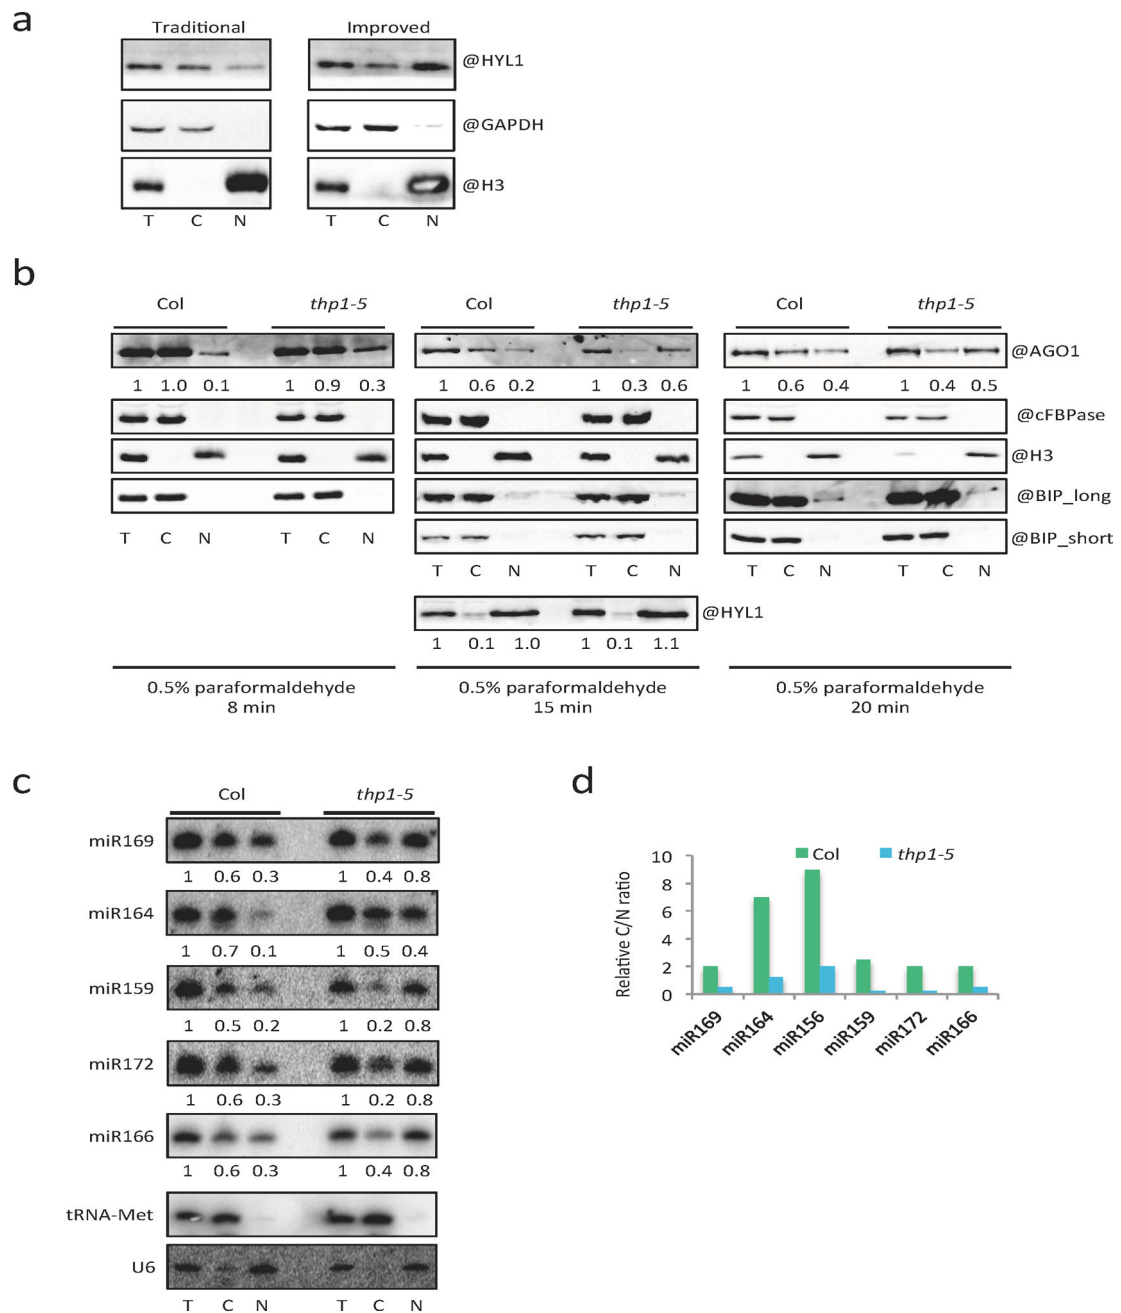 a
Traditional Improved
@HYL1
@GAPDH
@H3
T C N T C N
b
Col thp1-5 Col thp1-5 Col thp1-5
@AGO1
1 1.0 0.1 1 0.9 0.3 1 0.6 0.2 1 0.3 0.6 1 0.6 0.4 1 0.4 0.5
@cFBPase
@H3
@BIP_long
@BIP_short
T C N T C N
T C N T C N T C N T C N
@HYL1
1 0.1 1.0 1 0.1 1.1
0.5% paraformaldehyde 0.5% paraformaldehyde 0.5% paraformaldehyde
8 min 15 min 20 min
c
Col thp1-5
miR169
1 0.6 0.3 1 0.4 0.8
miR164
1 0.7 0.1 1 0.5 0.4
miR159
1 0.5 0.2 1 0.2 0.8
miR172
1 0.6 0.3 1 0.2 0.8
miR166
1 0.6 0.3 1 0.4 0.8
tRNA-Met
U6
T C N T C N
d
Col thp1-5
Relative C/N ratio
10
8
6
4
2
0
miR169 miR164 miR156 miR159 miR172 miR166